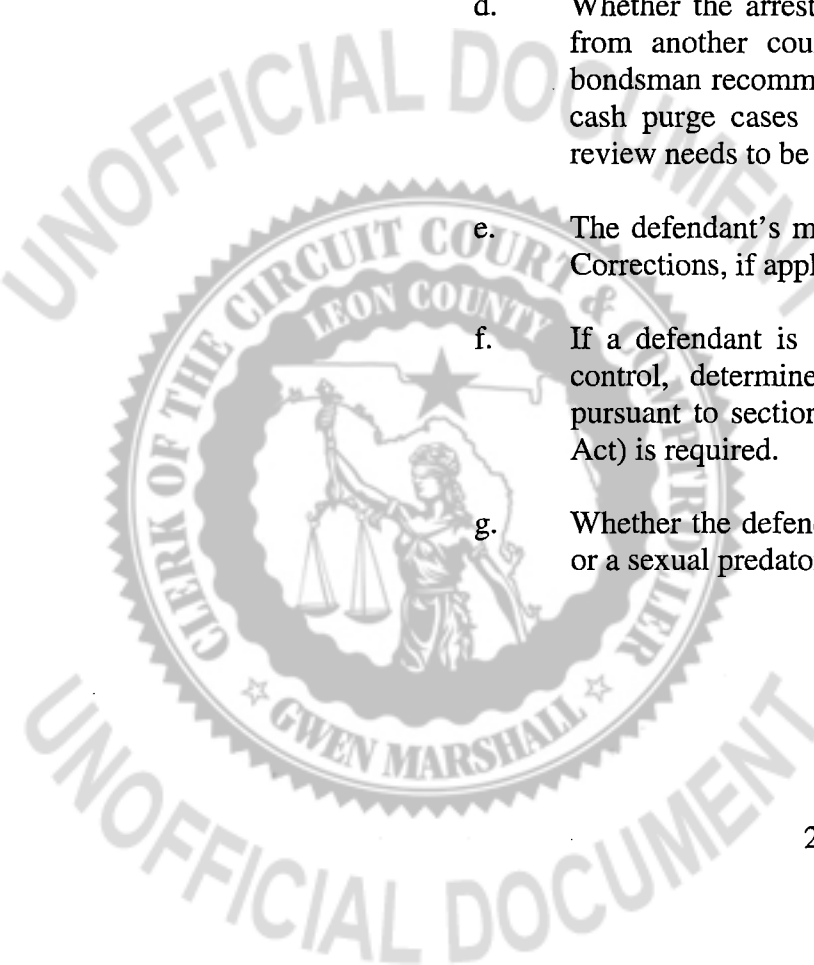 d. Whether the arrest
from another cou
bondsman recomm
cash purge cases
review needs to be
e. The defendant's m
Corrections, if appl
f. If a defendant is
control, determine
pursuant to section
Act) is required.
g. Whether the defend
or a sexual predato
2
UNOFFICIAL DOCUMENT
CLERK OF THE CIRCUIT COURT & COMPTROLLER
LEON COUNTY
GWEN MARSHALL
UNOFFICIAL DOCUMENT